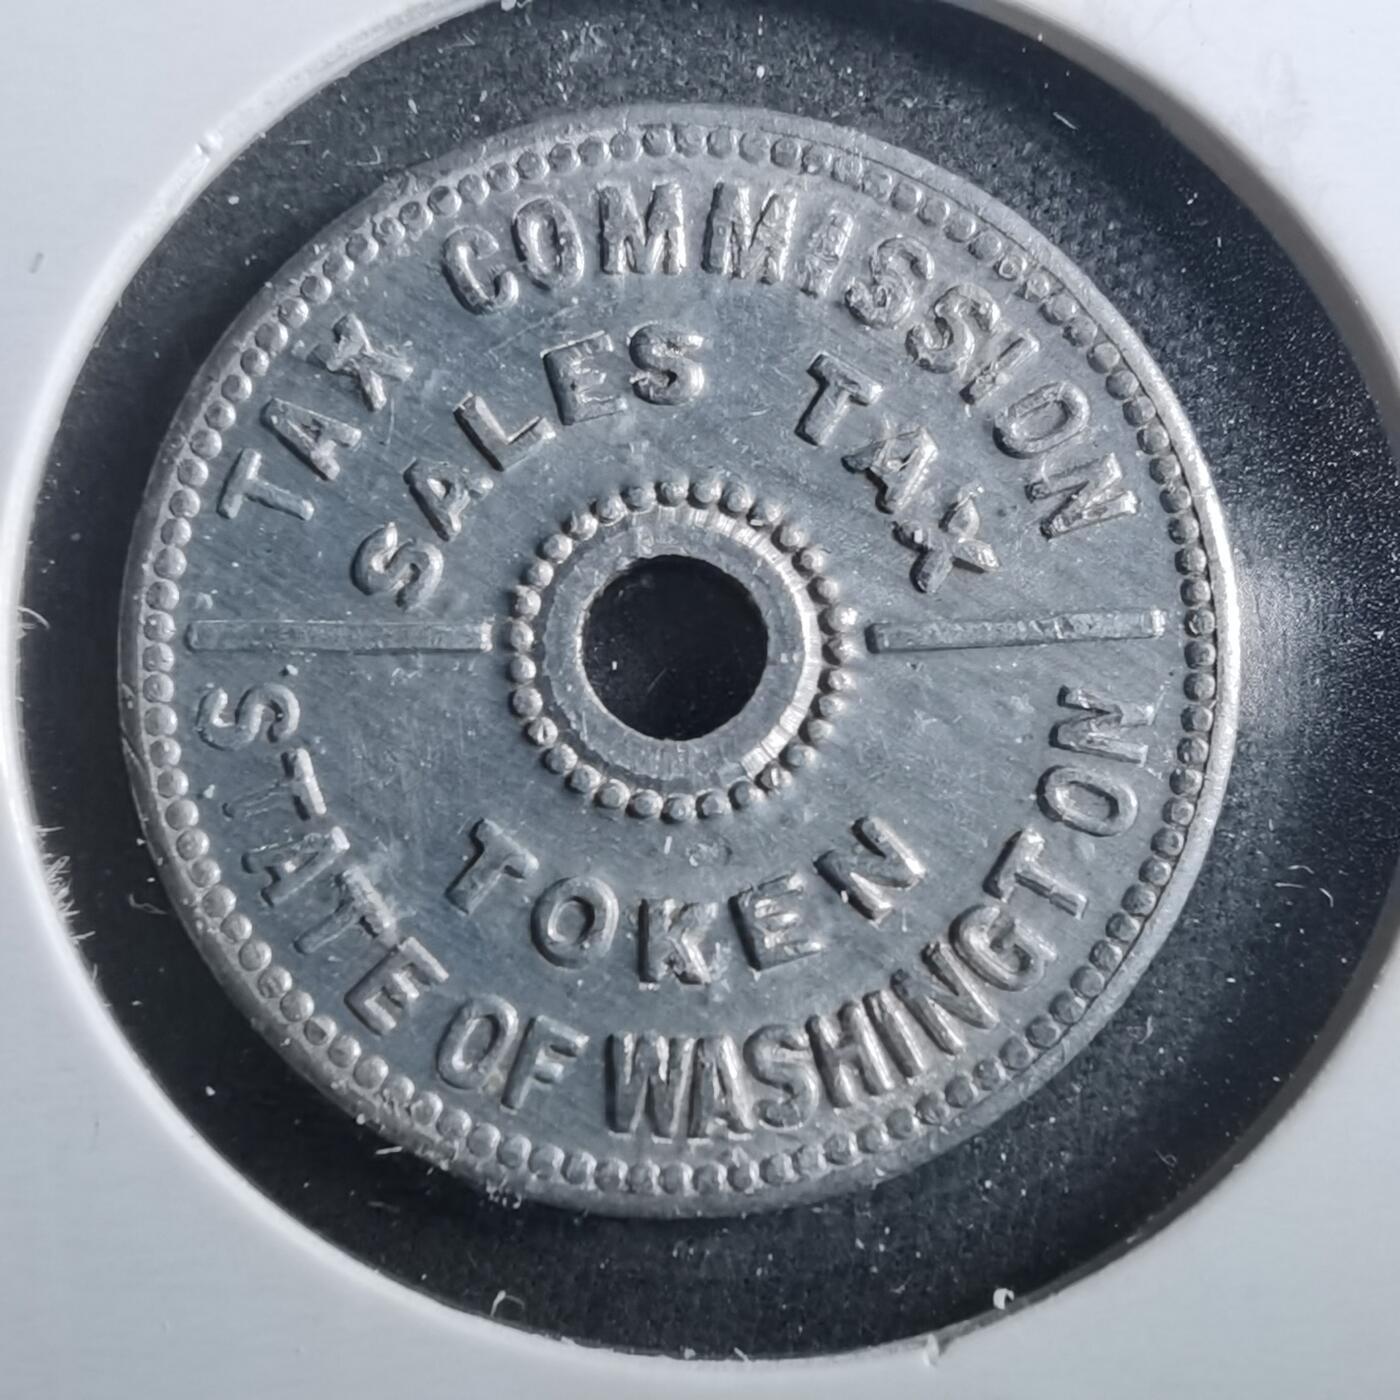 TAX COMMISSION
SALES TAX
TOKEN
STATE OF WASHINGTON